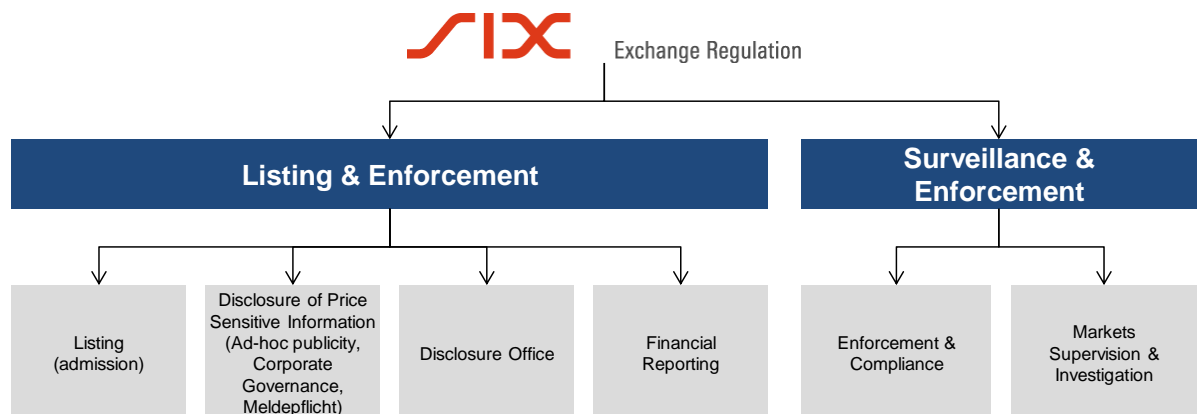 SIX Exchange Regulation
Listing & Enforcement
Surveillance &
Enforcement
Listing
(admission)
Disclosure of Price
Sensitive Information
(Ad-hoc publicity,
Corporate
Governance,
Meldepflicht)
Disclosure Office
Financial
Reporting
Enforcement &
Compliance
Markets
Supervision &
Investigation